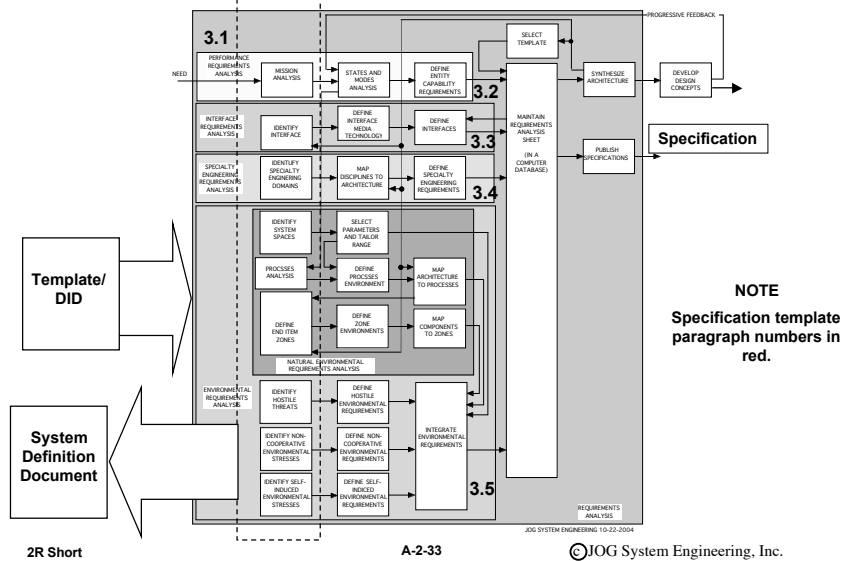 PROGRESSIVE FEEDBACK
3.1
PERFORMANCE
REQUIREMENTS
ANALYSIS
NEED
MISSION
ANALYSIS
STATES AND
MODES
ANALYSIS
DEFINE
ENTITY
CAPABILITY
REQUIREMENTS
3.2
SELECT
TEMPLATE
SYNTHESIZE
ARCHITECTURE
DEVELOP
DESIGN
CONCEPTS
INTERFACE
REQUIREMENTS
ANALYSIS
IDENTIFY
INTERFACE
DEFINE
INTERFACE
MEDIA
TECHNOLOGY
DEFINE
INTERFACES
3.3
MAINTAIN
REQUIREMENTS
ANALYSIS
SHEET
(IN A
COMPUTER
DATABASE)
PUBLISH
SPECIFICATIONS
Specification
SPECIALTY
ENGINEERING
REQUIREMENTS
ANALYSIS
IDENTIFY
SPECIALTY
ENGINERING
DOMAINS
MAP
DISCIPLINES TO
ARCHITECTURE
DEFINE
SPECIALTY
ENGINEERING
REQUIREMENTS
3.4
IDENTIFY
SYSTEM
SPACES
SELECT
PARAMETERS
AND TAILOR
RANGE
PROCSSES
ANALYSIS
DEFINE
PROCSSES
ENVIRONMENT
MAP
ARCHITECTURE
TO PROCESSES
DEFINE
END ITEM
ZONES
DEFINE
ZONE
ENVIROMENTS
MAP
COMPONENTS
TO ZONES
NATURAL ENVIRONMENTAL
REQUIREMENTS ANALYSIS
Template/
DID
NOTE
Specification template
paragraph numbers in
red.
ENVIRONMENTAL
REQUIREMENTS
ANALYSIS
IDENTIFY
HOSTILE
THREATS
DEFINE
HOSTILE
ENVIRONMENTAL
REQUIREMENTS
IDENTIFY NON-
COOPERATIVE
ENVIRONMENTAL
STRESSES
DEFINE NON-
COOPERATIVE
ENVIRONMENTAL
REQUIREMENTS
INTEGRATE
ENVIRONMENTAL
REQUIREMENTS
IDENTIFY SELF-
INDUCED
ENVIRONMENTAL
STRESSES
DEFINE SELF-
INDICED
ENVIRONMENTAL
REQUIREMENTS
3.5
System
Definition
Document
REQUIREMENTS
ANALYSIS
JOG SYSTEM ENGINEERING 10-22-2004
2R Short
A-2-33
© JOG System Engineering, Inc.